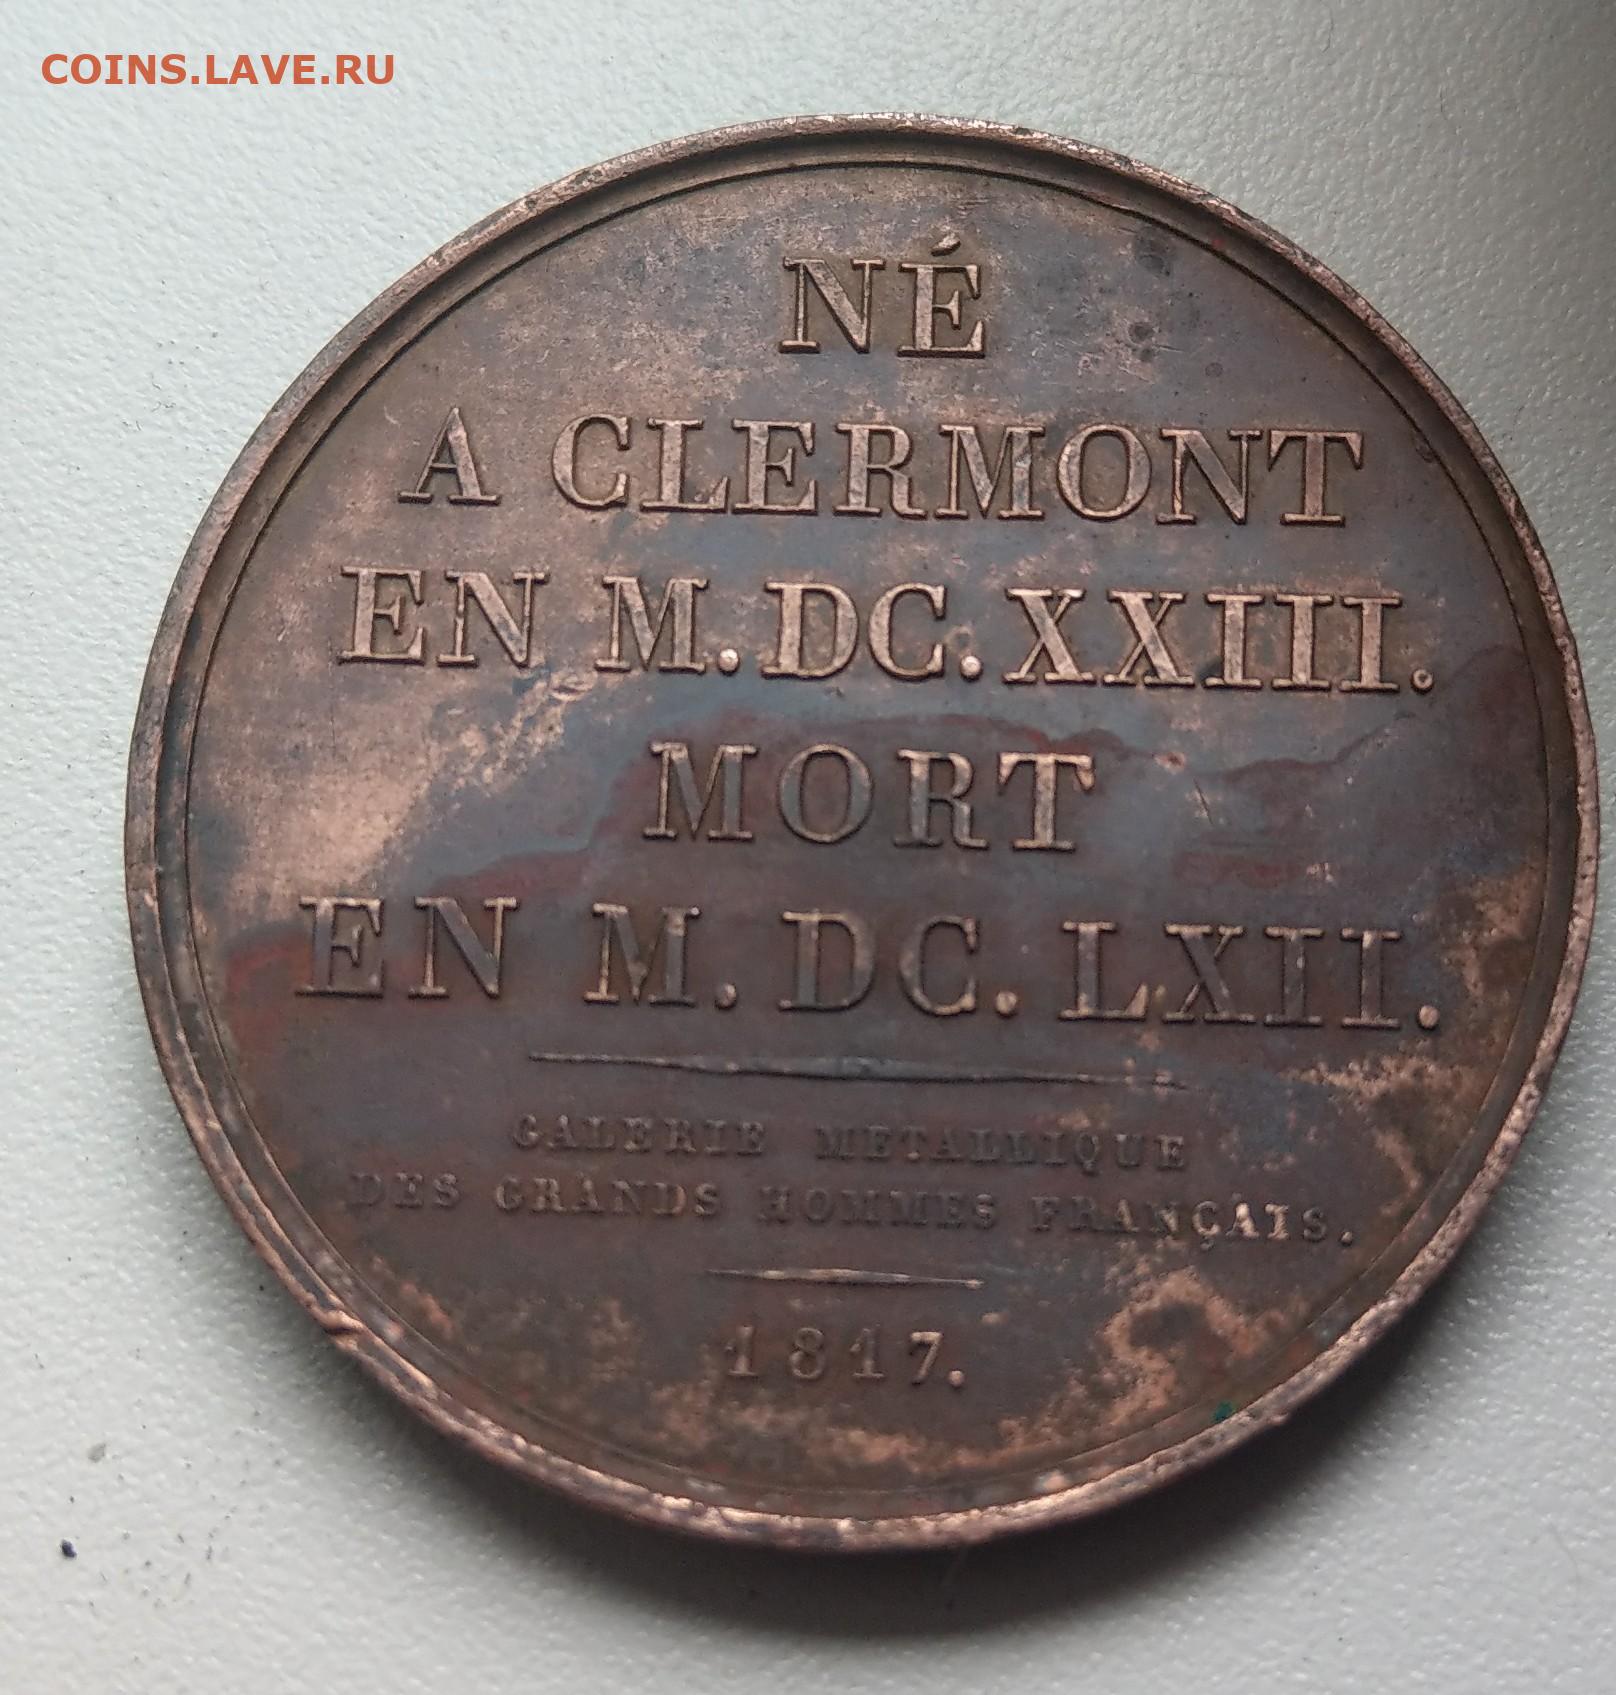 COINS.LAVE.RU
NÉ
A CLERMONT
EN M.DC.XXIII.
MORT
EN M. DC. LXII.
GALERIE METALLIQUE
DES GRANDS HOMMES FRANÇAIS.
1817.